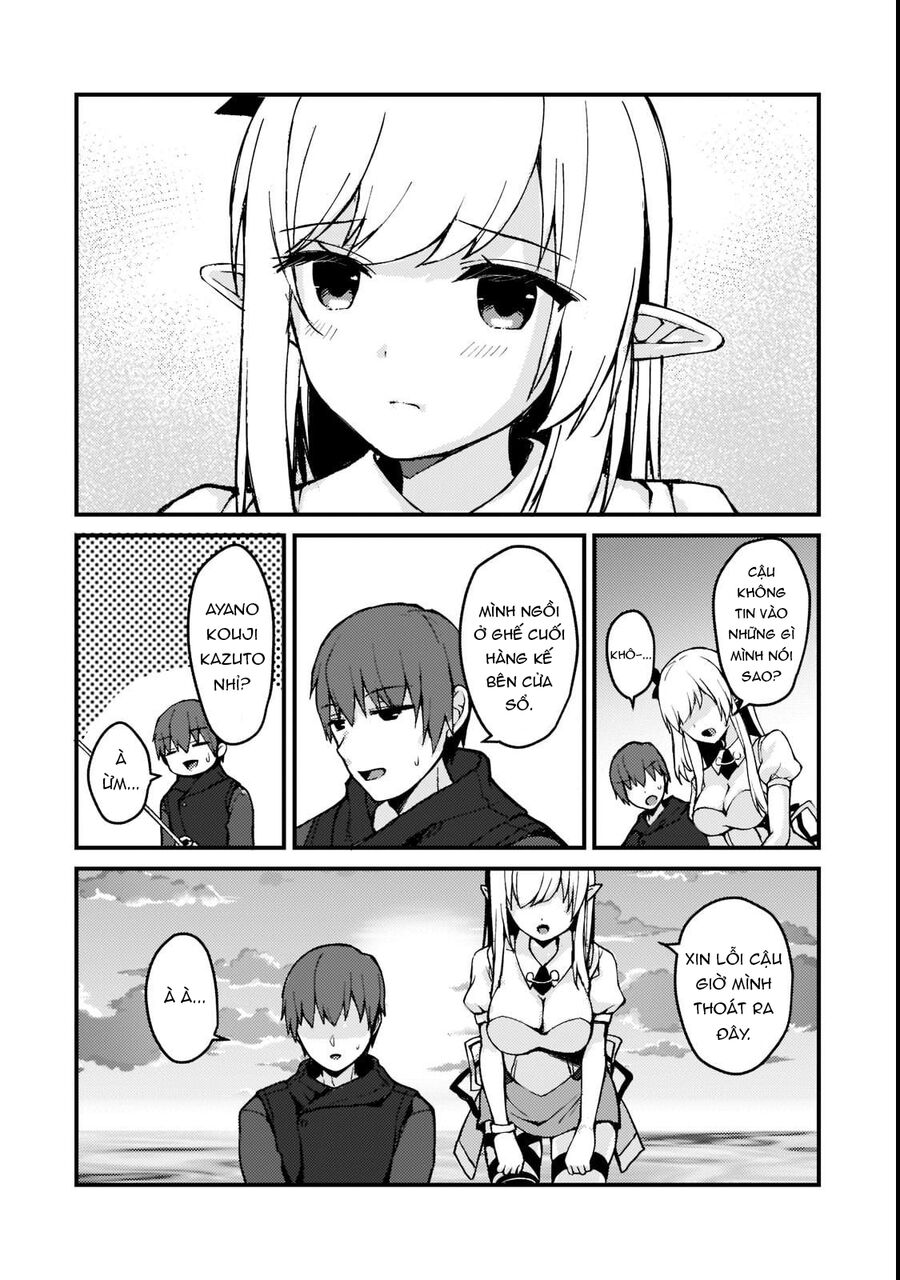 CẬU
KHÔNG
TIN VÀO
NHỮNG GÌ
MÌNH NÓI
SAO?
KHÔ-...
MÌNH NGỒI
Ở GHẾ CUỐI
HÀNG KẾ
BÊN CỬA
SỔ.
AYANO
KOUJI
KAZUTO
NHỈ?
À
ỪM...
XIN LỖI CẬU
GIỜ MÌNH
THOÁT RA
ĐÂY.
À À...